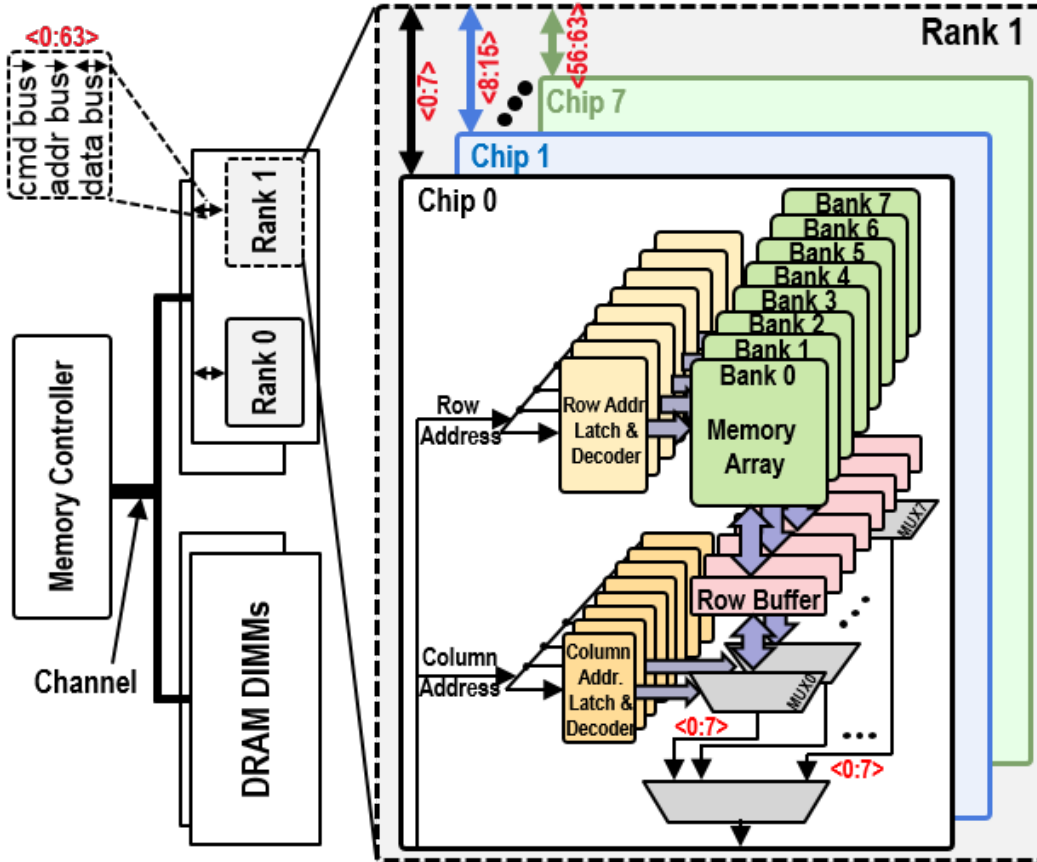 <0:63>
cmd bus
addr bus
data bus
Rank 1
Rank 0
Memory Controller
Channel
DRAM DIMMs
Rank 1
<0:7>
<8:15>
<56:63>
Chip 7
Chip 1
Chip 0
Bank 7
Bank 6
Bank 5
Bank 4
Bank 3
Bank 2
Bank 1
Bank 0
Memory
Array
Row
Address
Row Addr
Latch &
Decoder
MUX7
Row Buffer
Column
Address
Column
Addr.
Latch &
Decoder
MUX0
<0:7>
<0:7>